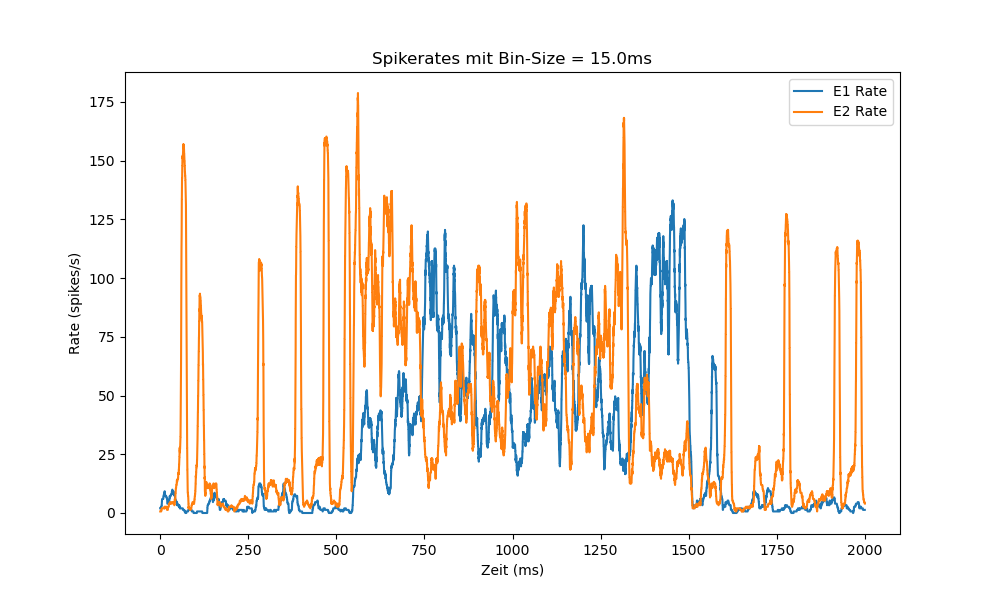 Spikerates mit Bin-Size = 15.0ms
E1 Rate
E2 Rate
175
150
125
100
75
50
25
0
Rate (spikes/s)
0 250 500 750 1000 1250 1500 1750 2000
Zeit (ms)